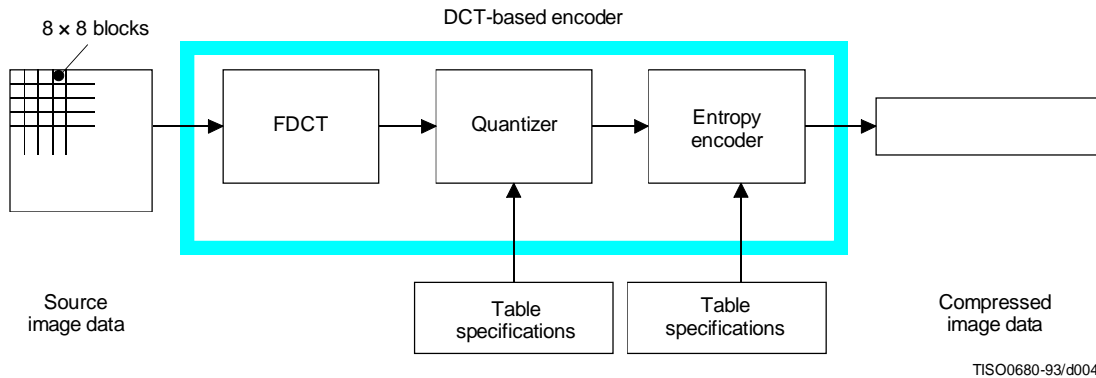 DCT-based encoder
8 × 8 blocks
FDCT
Quantizer
Entropy
encoder
Table
specifications
Table
specifications
Source
image data
Compressed
image data
TISO0680-93/d004